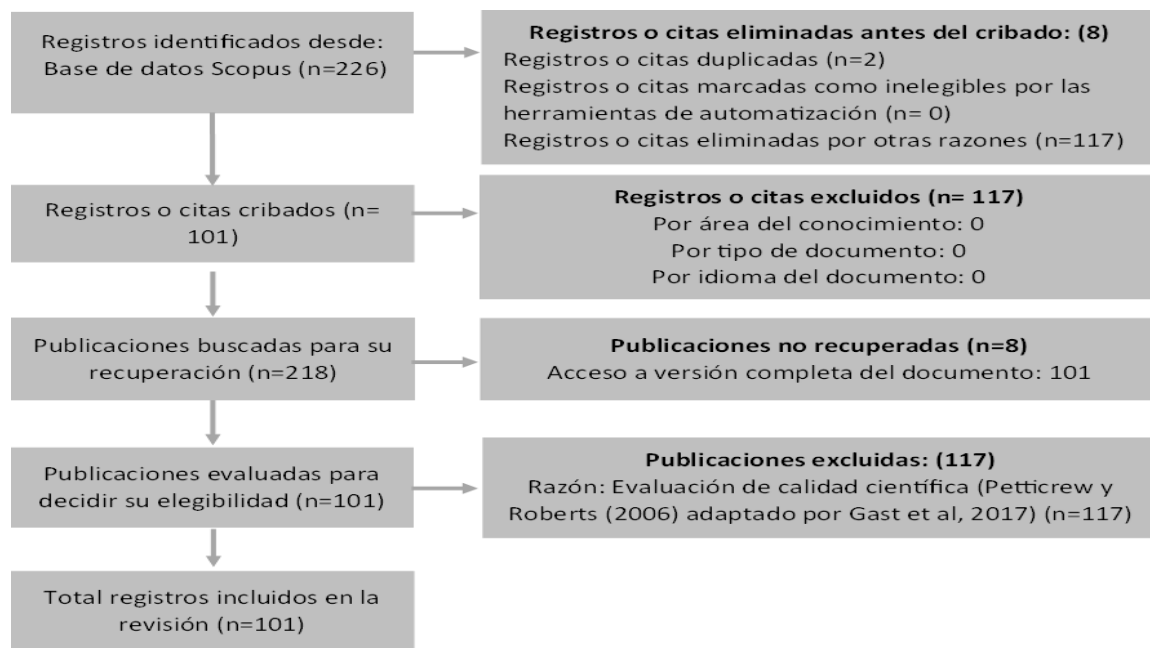 Registros identificados desde:
Base de datos Scopus (n=226)
Registros o citas eliminadas antes del cribado: (8)
Registros o citas duplicadas (n=2)
Registros o citas marcadas como inelegibles por las
herramientas de automatización (n= 0)
Registros o citas eliminadas por otras razones (n=117)
Registros o citas cribados (n=
101)
Registros o citas excluidos (n= 117)
Por área del conocimiento: 0
Por tipo de documento: 0
Por idioma del documento: 0
Publicaciones buscadas para su
recuperación (n=218)
Publicaciones no recuperadas (n=8)
Acceso a versión completa del documento: 101
Publicaciones evaluadas para
decidir su elegibilidad (n=101)
Publicaciones excluidas: (117)
Razón: Evaluación de calidad científica (Petticrew y
Roberts (2006) adaptado por Gast et al, 2017) (n=117)
Total registros incluidos en la
revisión (n=101)